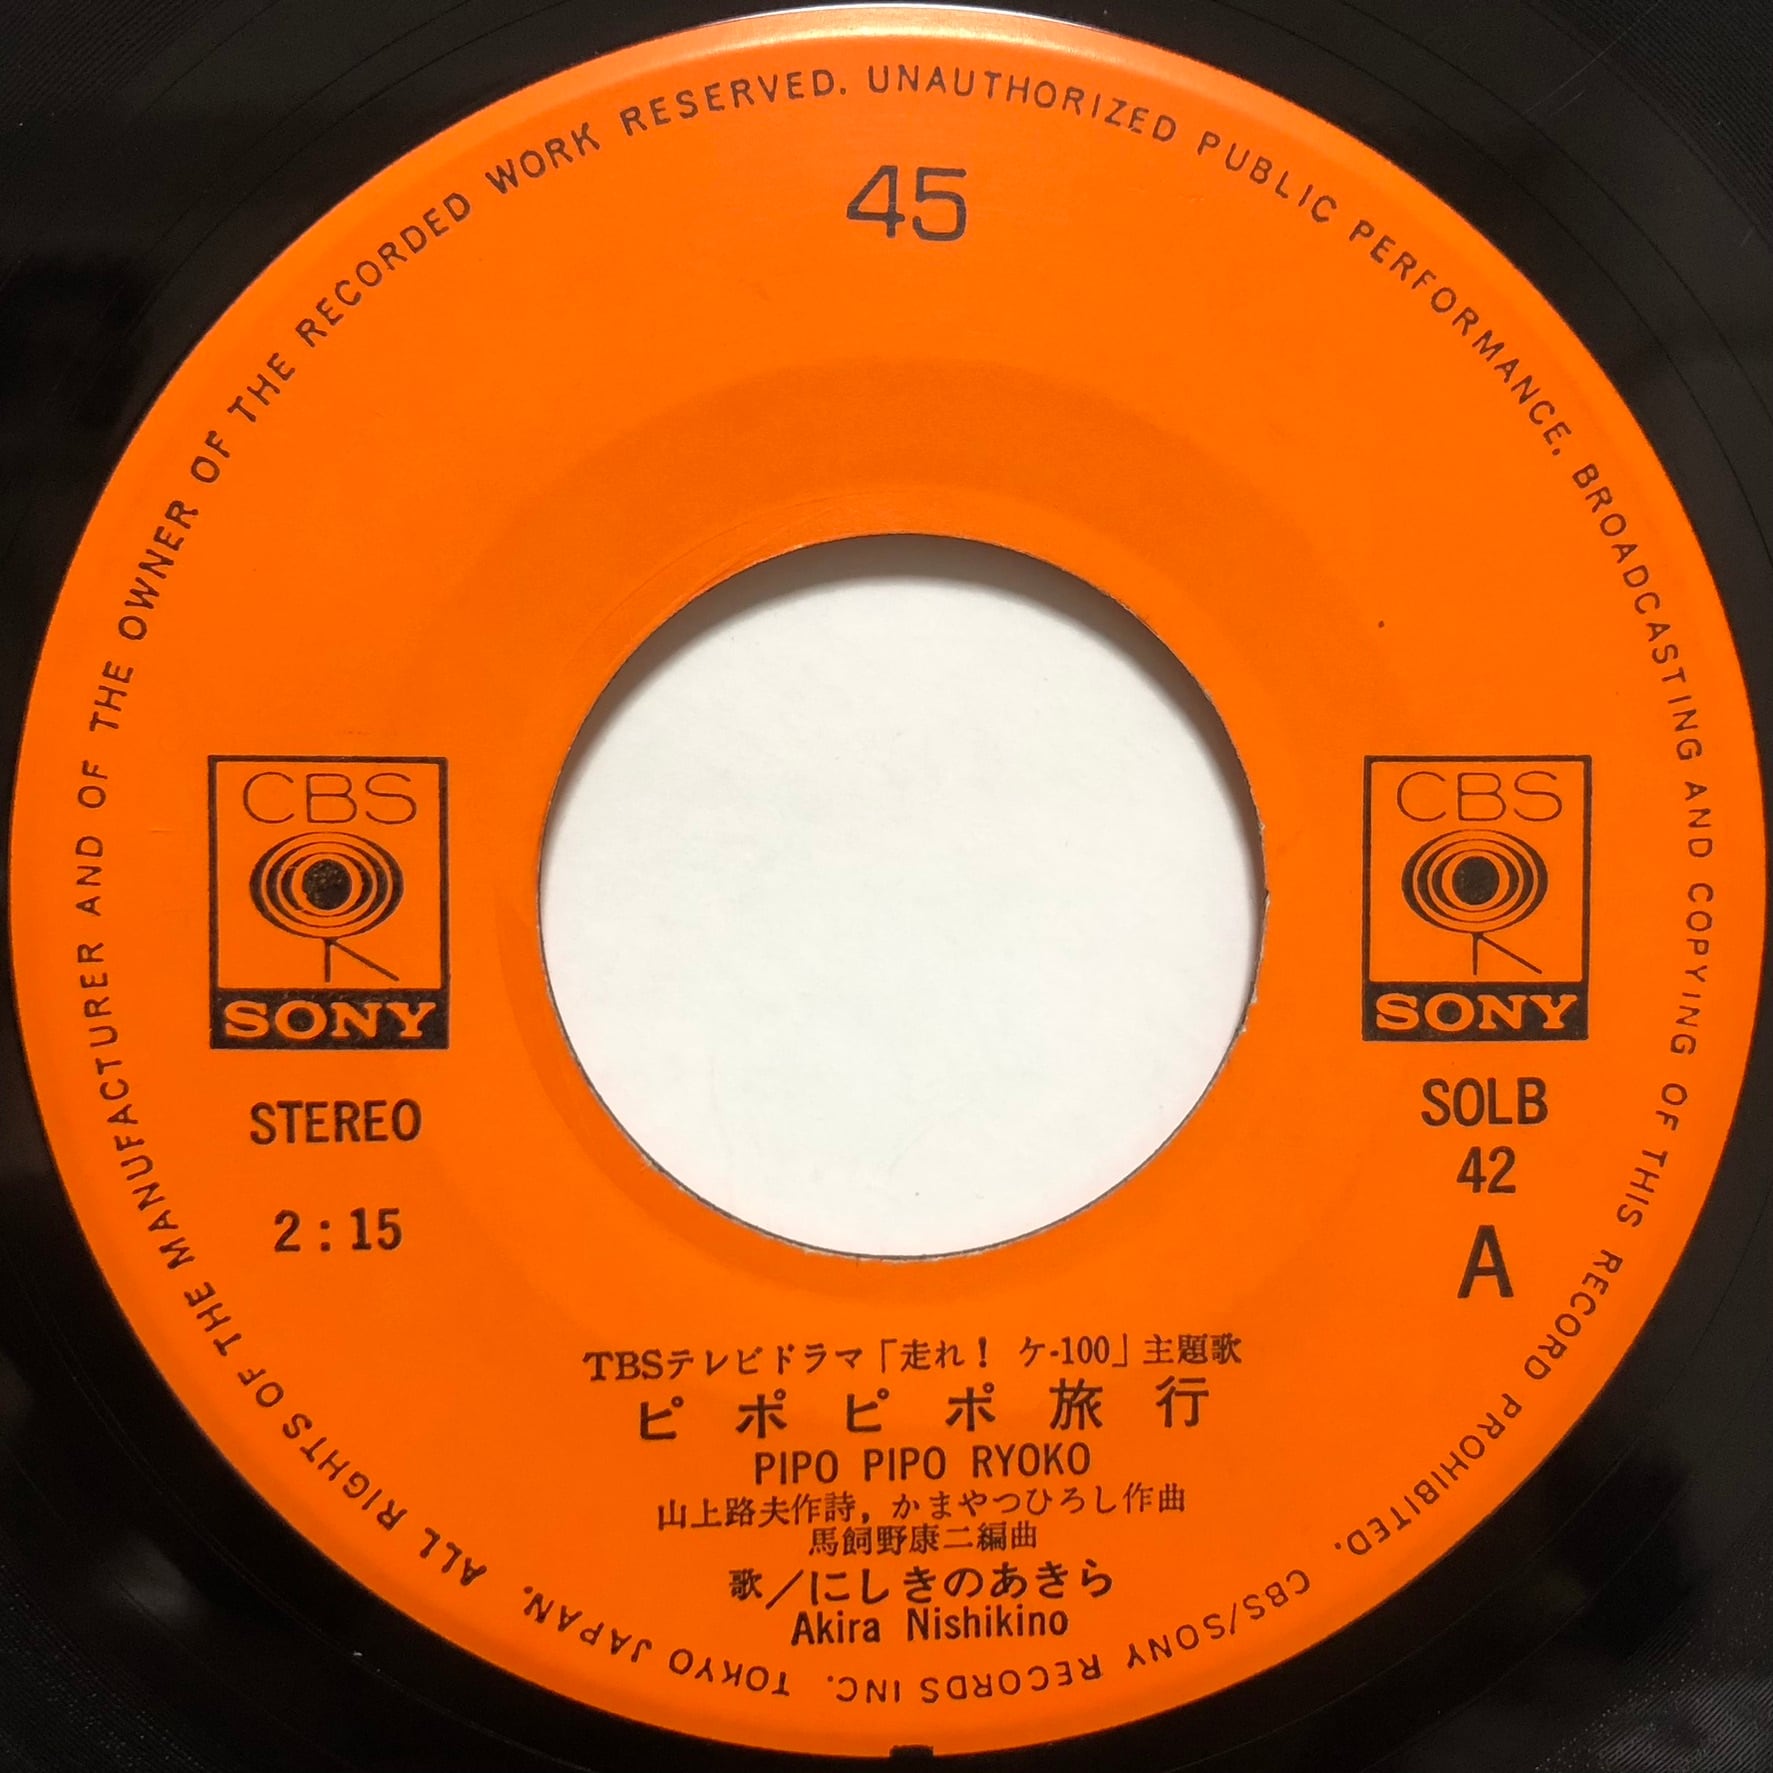 ALL RIGHTS OF THE MANUFACTURER AND OF THE OWNER OF THE RECORDED WORK RESERVED. UNAUTHORIZED PUBLIC PERFORMANCE, BROADCASTING AND COPYING OF THIS RECORD PROHIBITED.
CBS/SONY RECORDS INC. TOKYO JAPAN.
45
CBS
SONY
STEREO
2:15
CBS
SONY
SOLB
42
A
TBSテレビドラマ「走れ! ケ-100」主題歌
ピポピポ旅行
PIPO PIPO RYOKO
山上路夫作詩, かまやつひろし作曲
馬飼野康二編曲
歌/にしきのあきら
Akira Nishikino